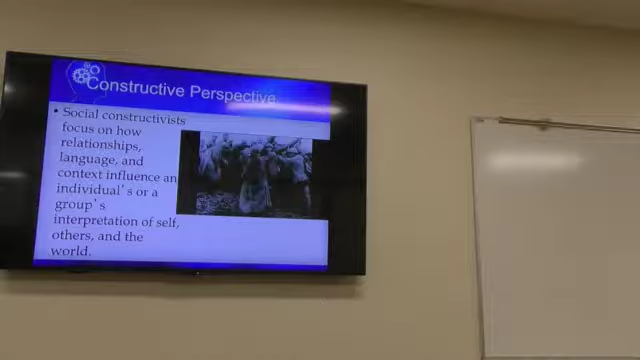 Constructive Perspective
• Social constructivists
focus on how
relationships,
language, and
context influence an
individual's or a
group's
interpretation of self,
others, and the
world.